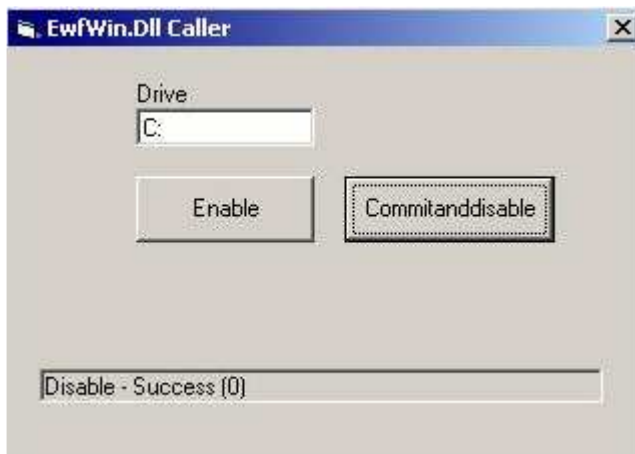 EwfWin.Dll Caller
Drive
C:
Enable
Commitanddisable
Disable - Success (0)